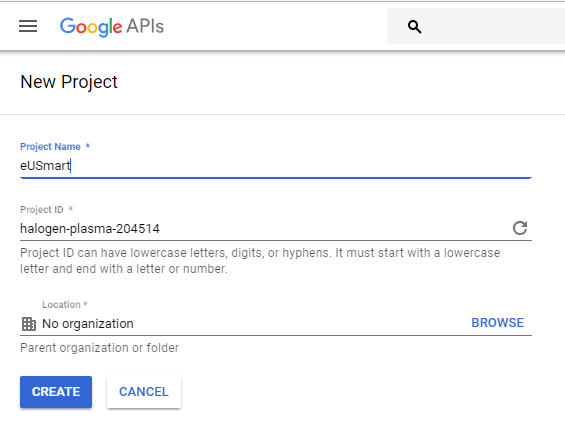 Google APIs
New Project
Project Name *
eUSmart
Project ID *
halogen-plasma-204514
Project ID can have lowercase letters, digits, or hyphens. It must start with a lowercase
letter and end with a letter or number.
Location *
No organization BROWSE
Parent organization or folder
CREATE CANCEL